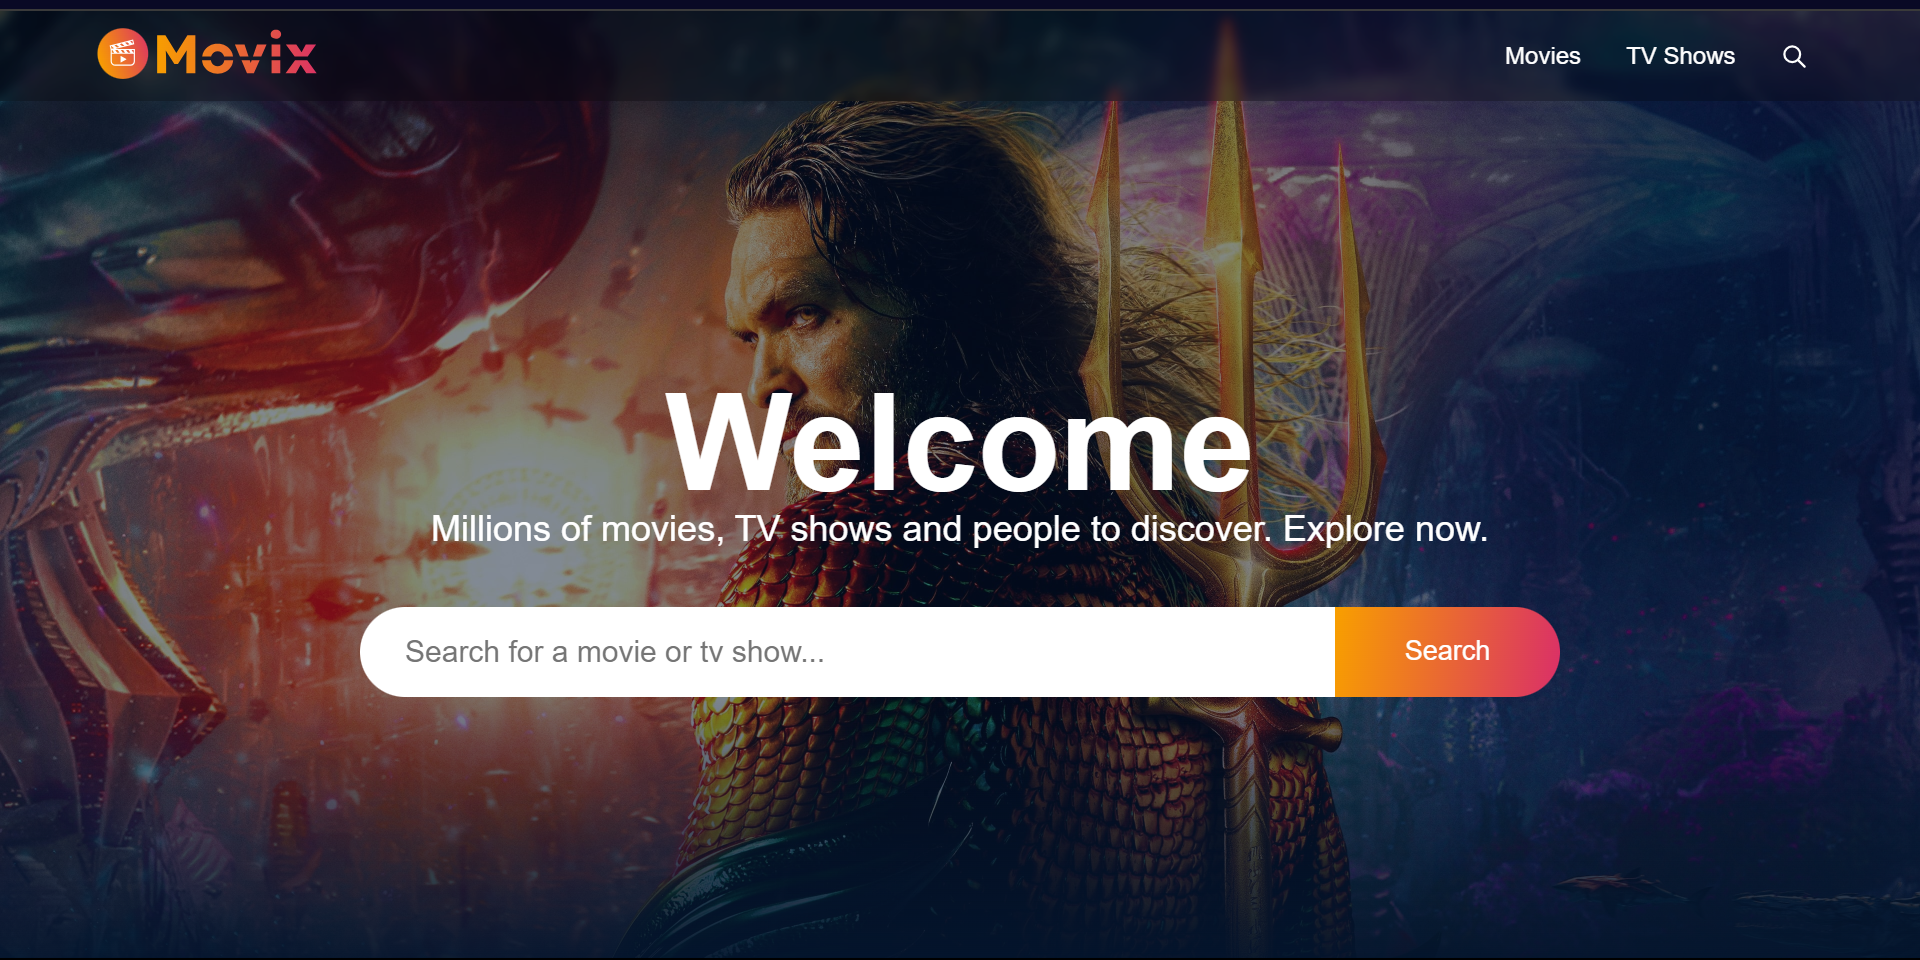 Movix
Movies
TV Shows
Welcome
Millions of movies, TV shows and people to discover. Explore now.
Search for a movie or tv show...
Search